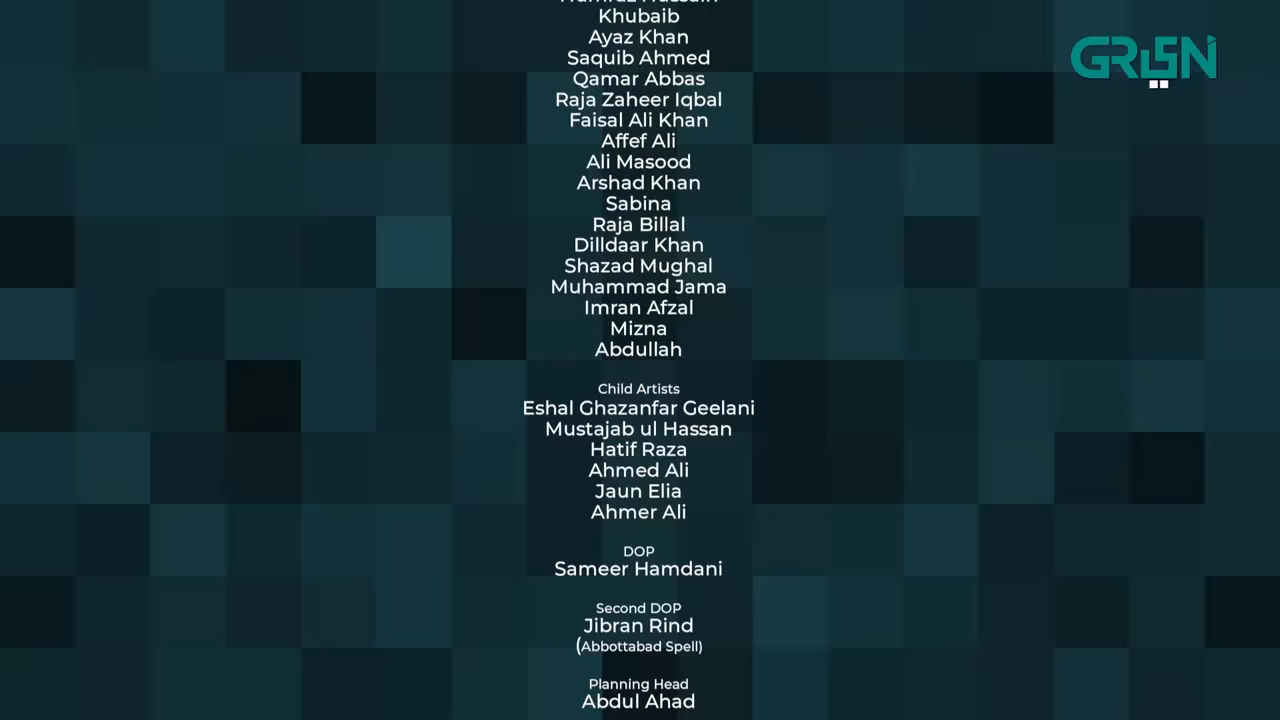 Khubaib
Ayaz Khan
Saquib Ahmed
Qamar Abbas
Raja Zaheer Iqbal
Faisal Ali Khan
Affef Ali
Ali Masood
Arshad Khan
Sabina
Raja Billal
Dilldaar Khan
Shazad Mughal
Muhammad Jama
Imran Afzal
Mizna
Abdullah
Child Artists
Eshal Ghazanfar Geelani
Mustajab ul Hassan
Hatif Raza
Ahmed Ali
Jaun Elia
Ahmer Ali
DOP
Sameer Hamdani
Second DOP
Jibran Rind
(Abbottabad Spell)
Planning Head
Abdul Ahad